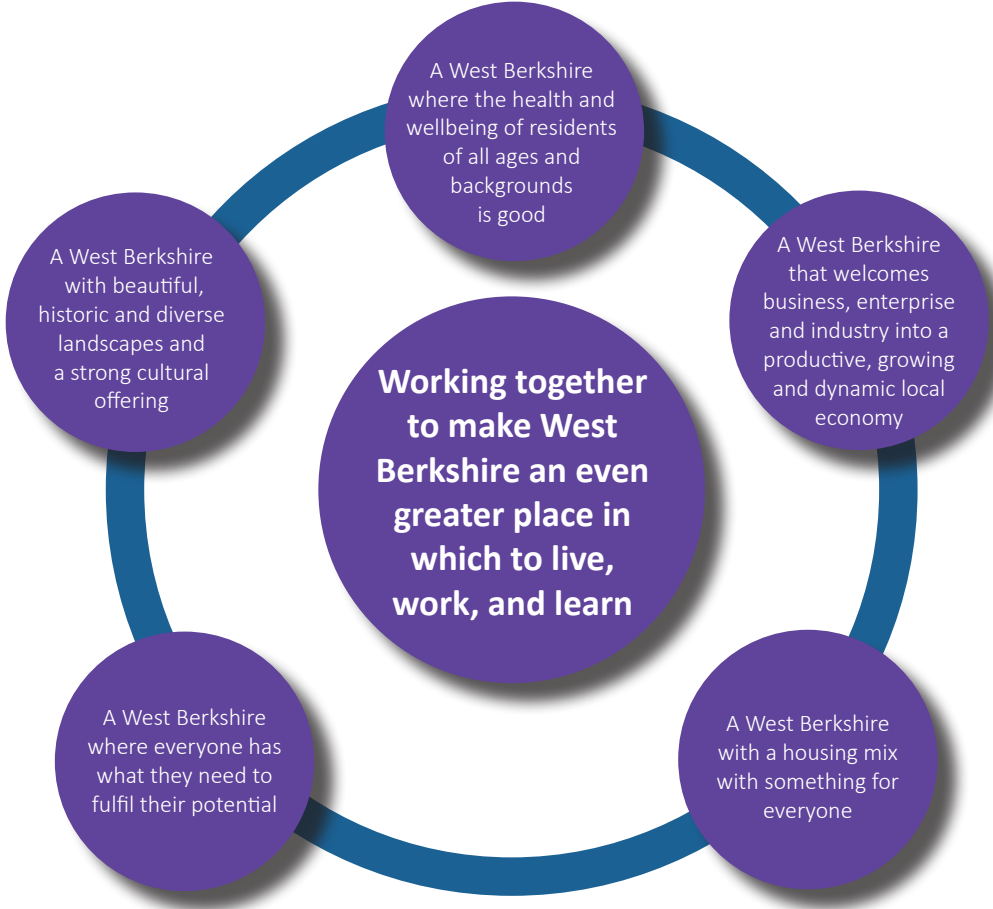 A West Berkshire
where the health and
wellbeing of residents
of all ages and
backgrounds
is good
A West Berkshire
that welcomes
business, enterprise
and industry into a
productive, growing
and dynamic local
economy
A West Berkshire
with a housing mix
with something for
everyone
A West Berkshire
where everyone has
what they need to
fulfil their potential
A West Berkshire
with beautiful,
historic and diverse
landscapes and
a strong cultural
offering
Working together
to make West
Berkshire an even
greater place in
which to live,
work, and learn